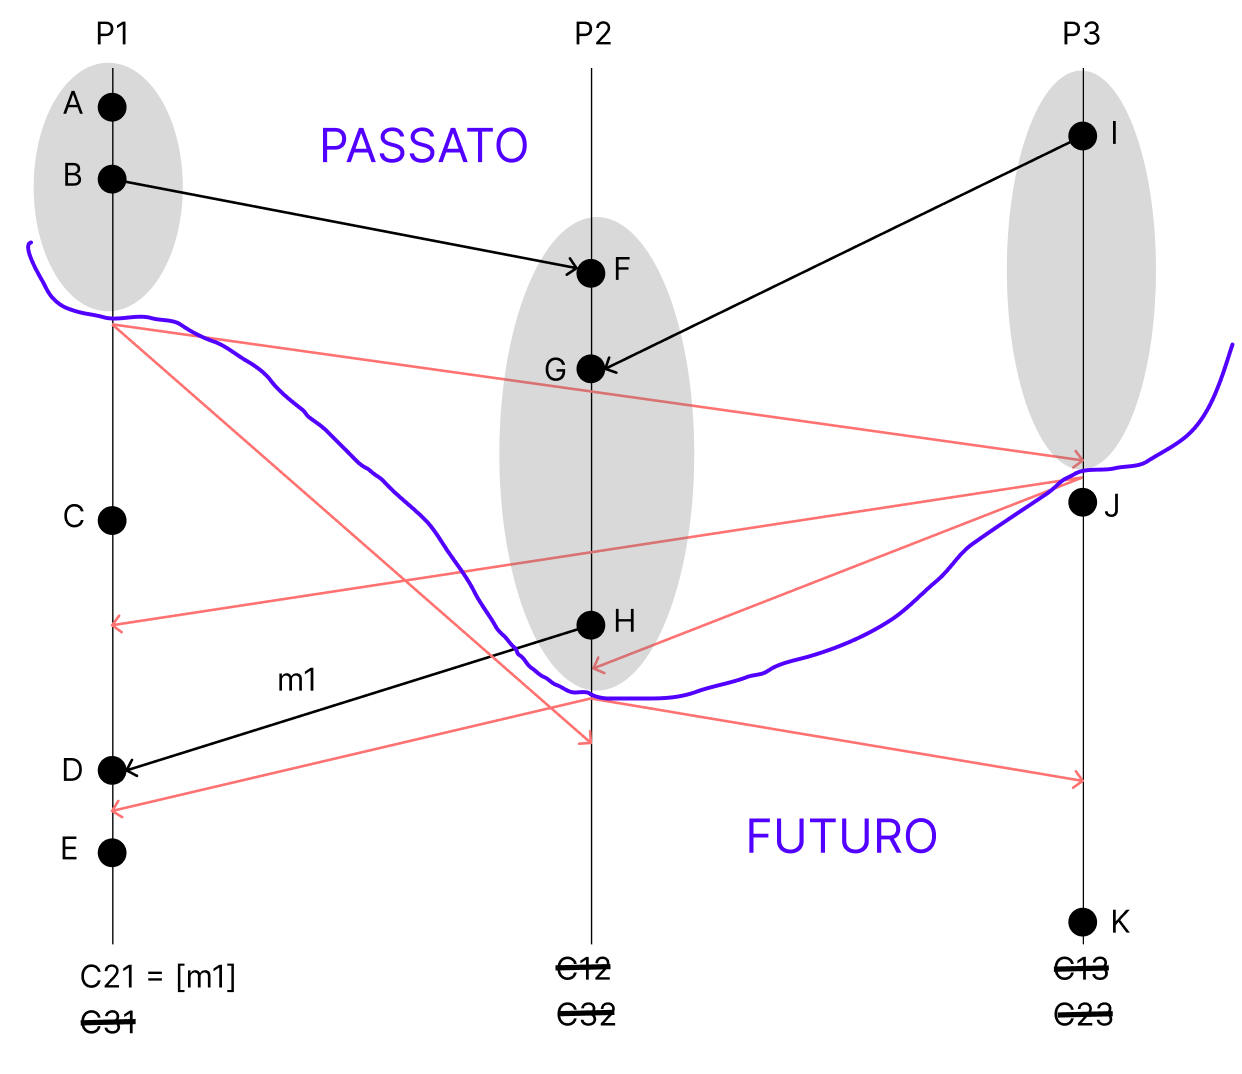 P1 P2 P3
A
PASSATO
I
B
F
G
C
J
H
m1
D
FUTURO
E
K
C21 = [m1] C12 C13
C31 C32 C23